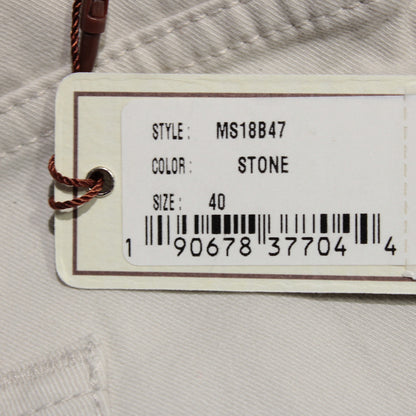 STYLE: MS18B47
COLOR: STONE
SIZE: 40
1 90678 37704 4